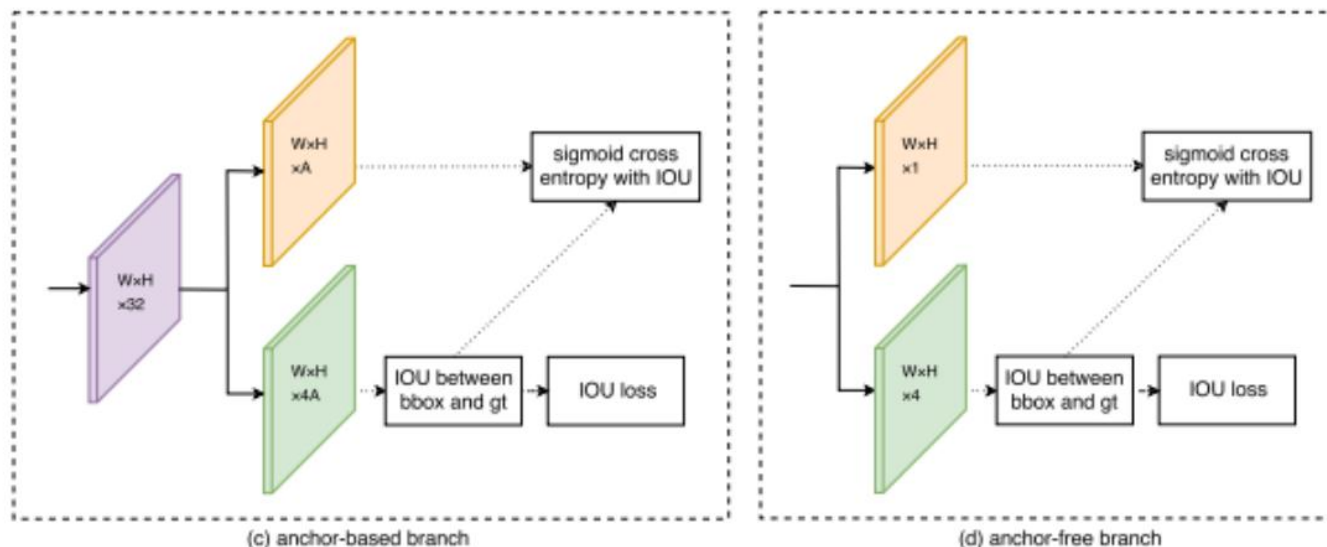 W×H
×A
sigmoid cross
entropy with IOU
W×H
×32
W×H
×4A
IOU between
bbox and gt
IOU loss
(c) anchor-based branch
W×H
×1
sigmoid cross
entropy with IOU
W×H
×4
IOU between
bbox and gt
IOU loss
(d) anchor-free branch